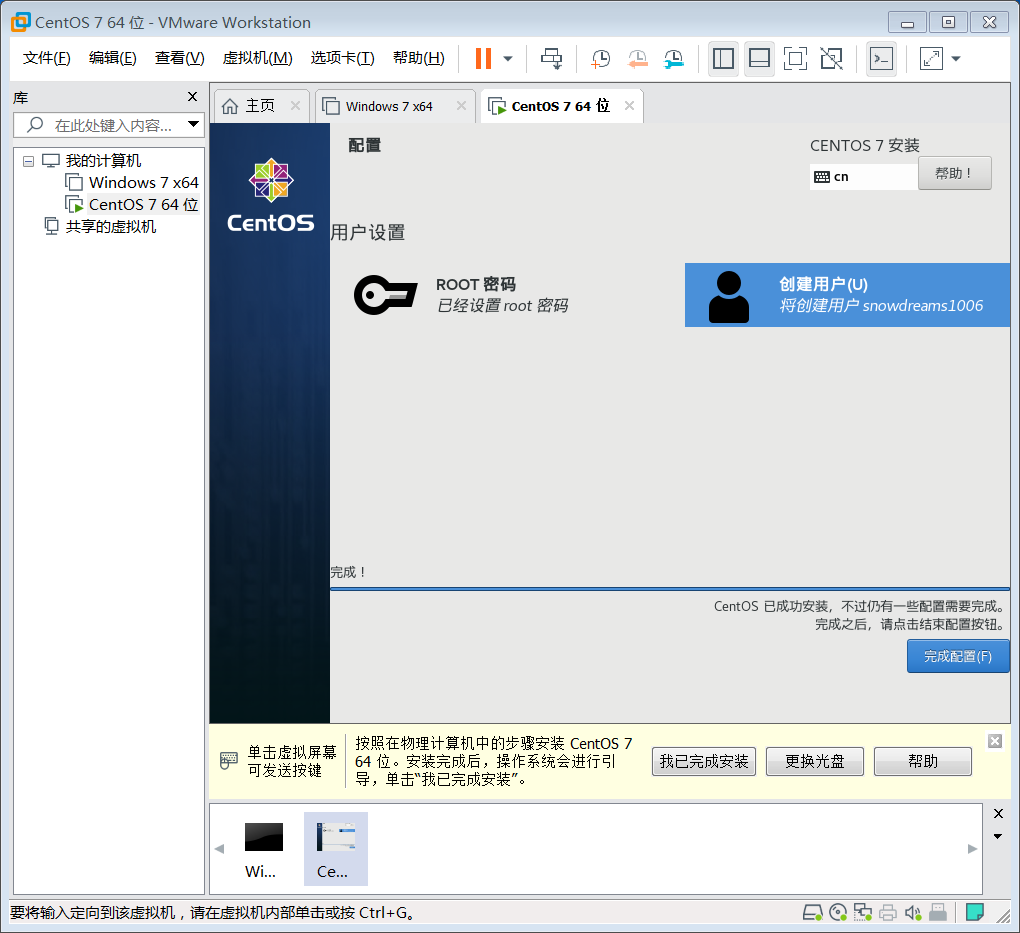 CentOS 7 64 位 - VMware Workstation
文件(F) 编辑(E) 查看(V) 虚拟机(M) 选项卡(T) 帮助(H)
库
在此处键入内容...
我的计算机
Windows 7 x64
CentOS 7 64 位
共享的虚拟机
主页 Windows 7 x64 CentOS 7 64 位
CentOS
配置
CENTOS 7 安装
cn
帮助！
用户设置
ROOT 密码
已经设置 root 密码
创建用户(U)
将创建用户 snowdreams1006
完成！
CentOS 已成功安装，不过仍有一些配置需要完成。
完成之后，请点击结束配置按钮。
完成配置(F)
单击虚拟屏幕
可发送按键
按照在物理计算机中的步骤安装 CentOS 7
64 位。安装完成后，操作系统会进行引
导，单击“我已完成安装”。
我已完成安装 更换光盘 帮助
Wi... Ce...
要将输入定向到该虚拟机，请在虚拟机内部单击或按 Ctrl+G。